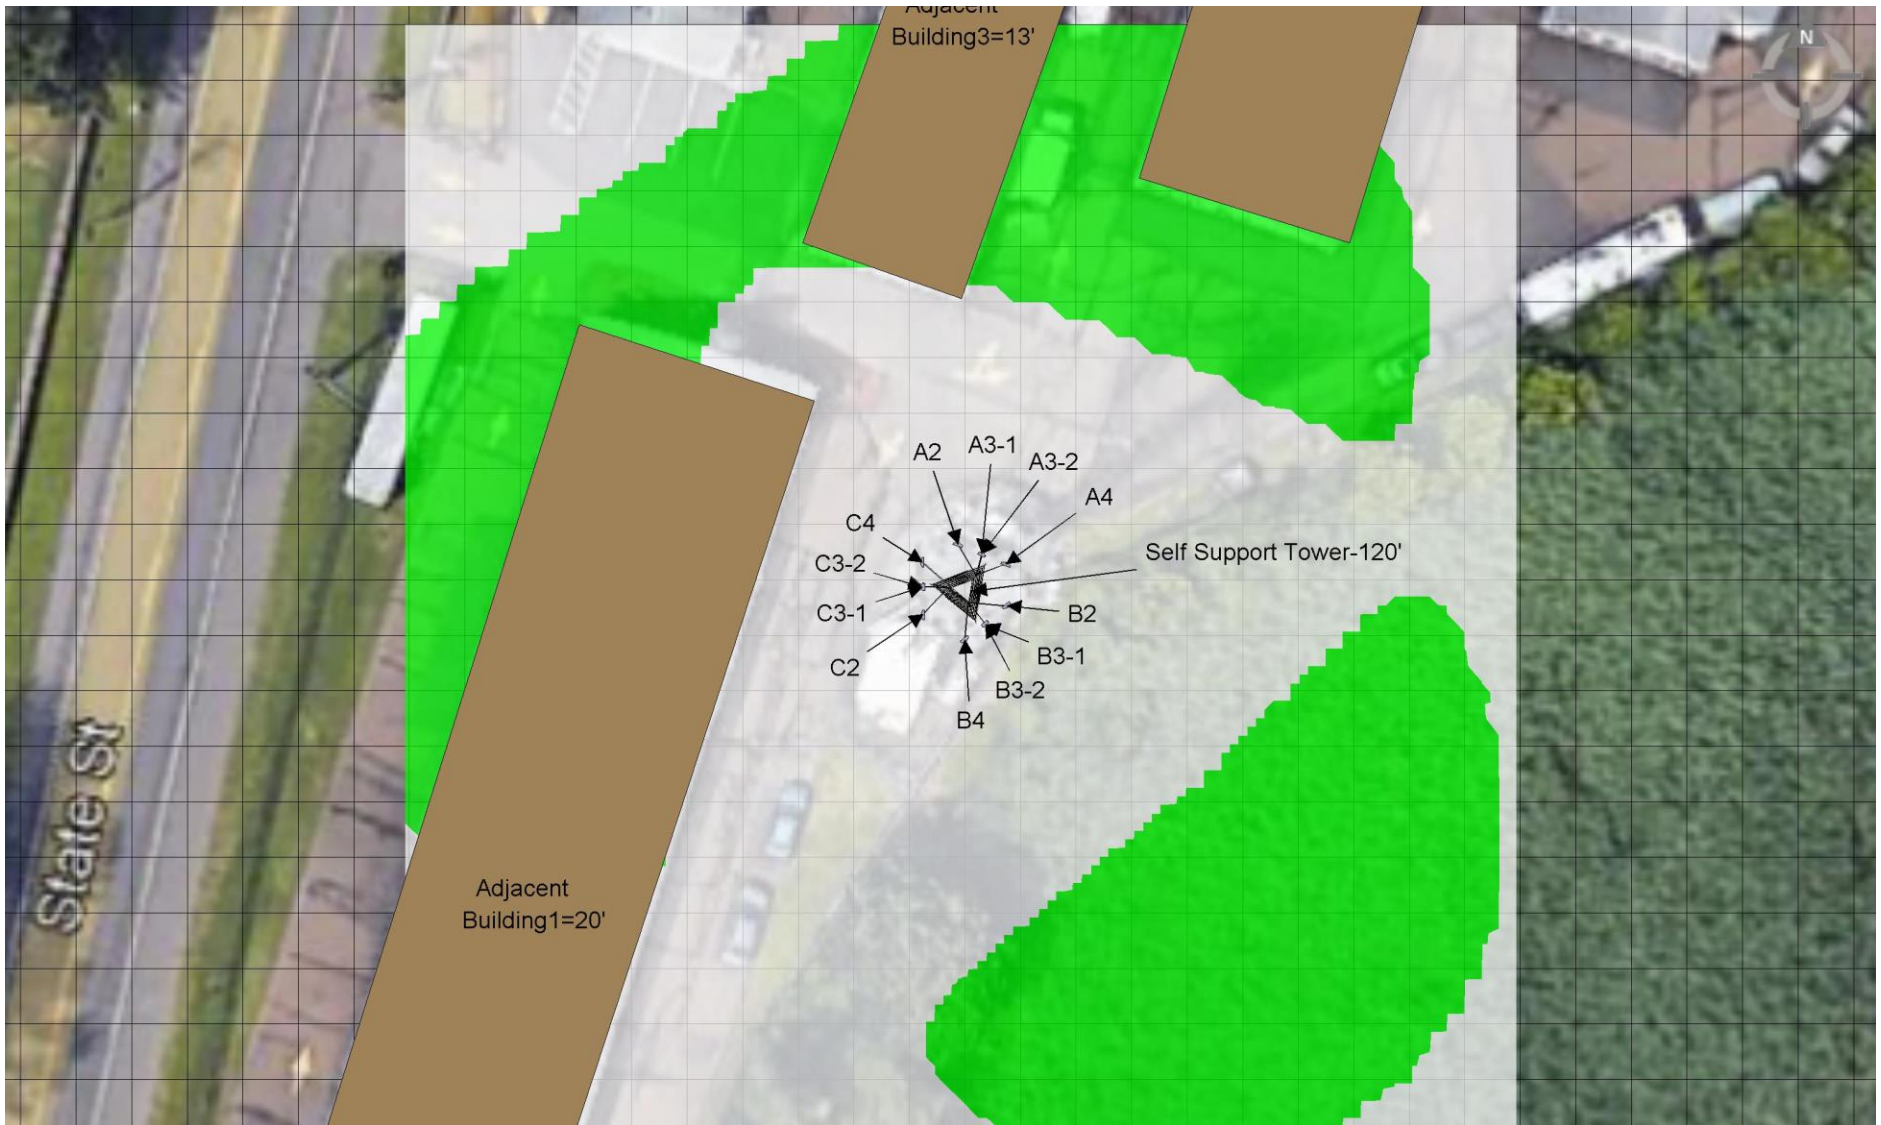 Adjacent
Building3=13'
N
A3-1
A2
A3-2
A4
C4
Self Support Tower-120'
C3-2
C3-1
B2
B3-1
C2
B3-2
B4
State St
Adjacent
Building1=20'